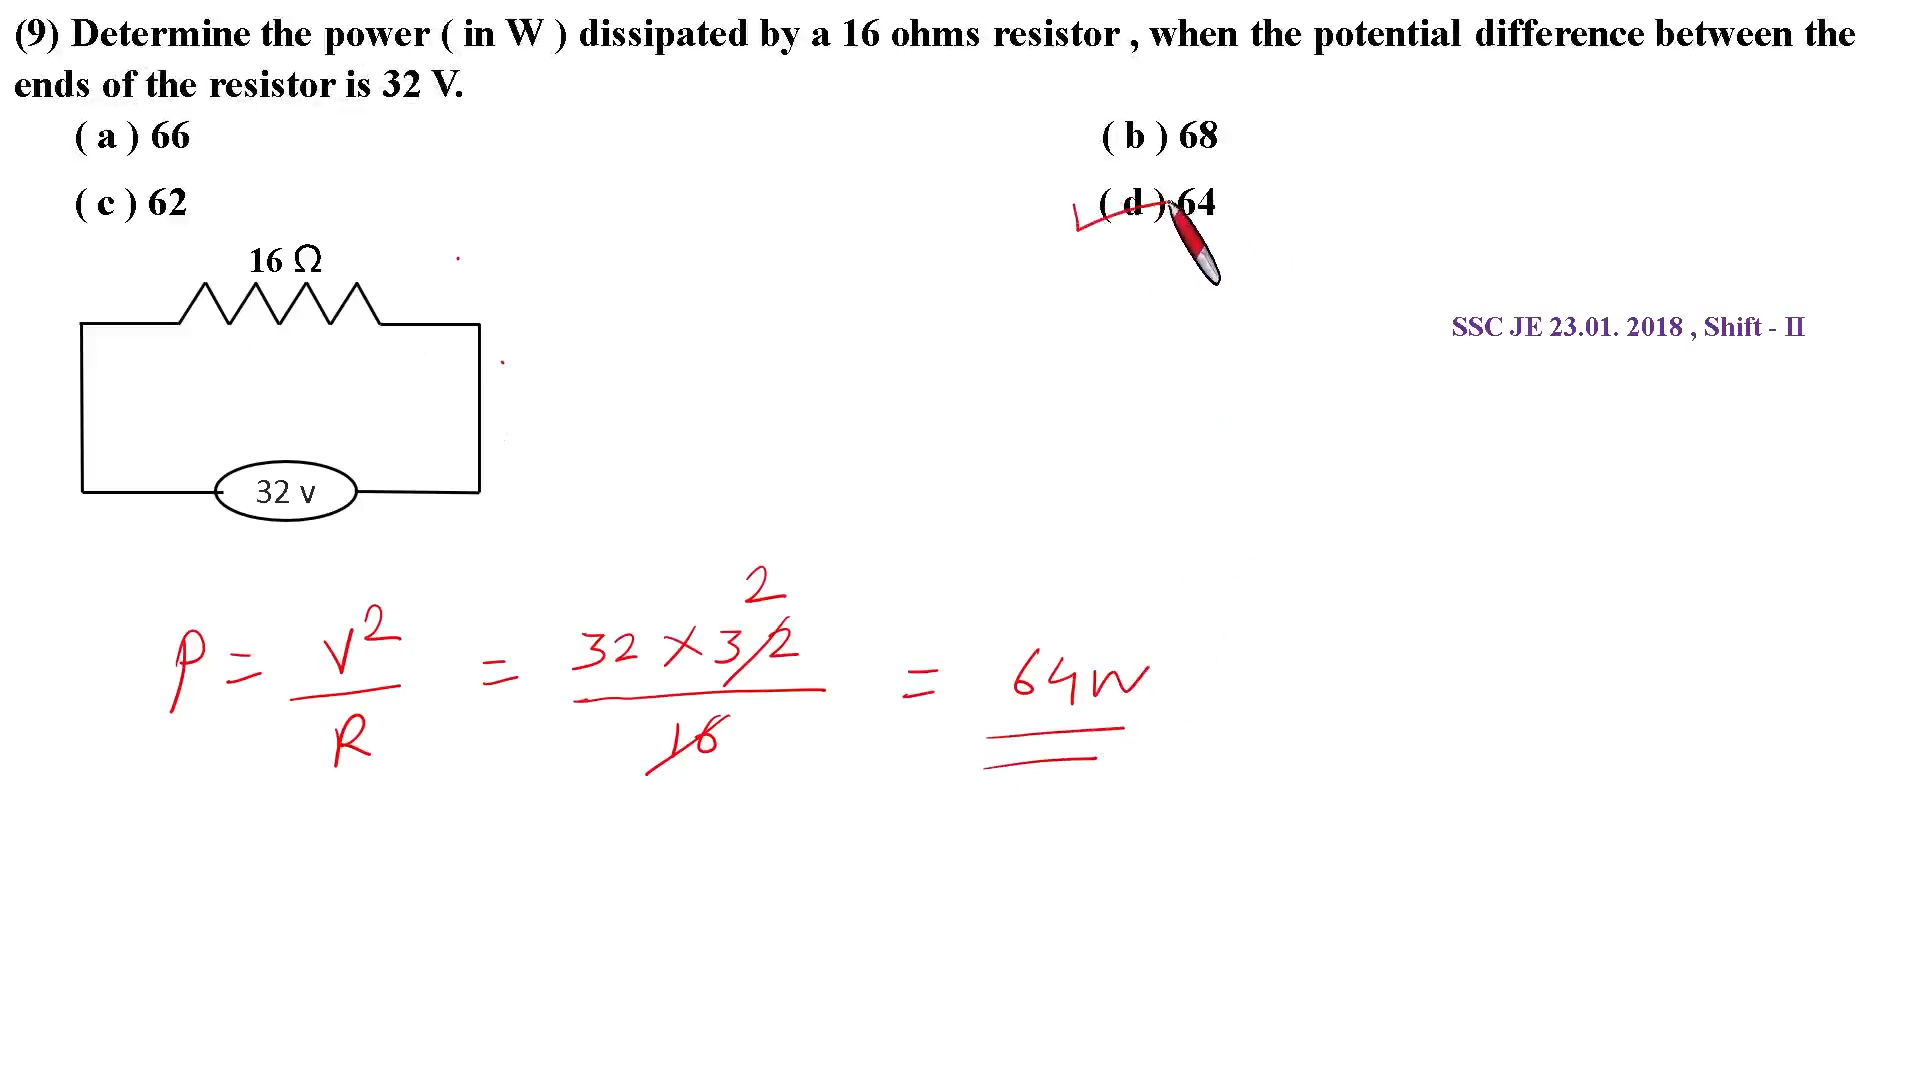 (9) Determine the power ( in W ) dissipated by a 16 ohms resistor , when the potential difference between the
ends of the resistor is 32 V.
( a ) 66
( b ) 68
( c ) 62
( d ) 64
16 Ω
SSC JE 23.01. 2018 , Shift - II
32 v
P = V² / R = 32 × 32 / 16 = 64W
2